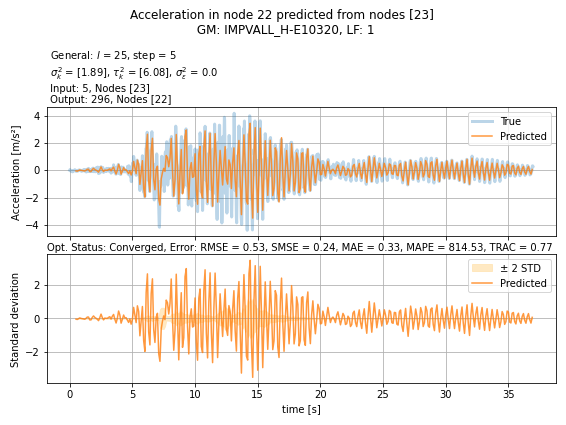 Acceleration in node 22 predicted from nodes [23]
GM: IMPVALL_H-E10320, LF: 1
General: l = 25, step = 5
σ²ₖ = [1.89], τ²ₖ = [6.08], σ²ε = 0.0
Input: 5, Nodes [23]
Output: 296, Nodes [22]
Acceleration [m/s²]
4
2
0
−2
−4
True
Predicted
Opt. Status: Converged, Error: RMSE = 0.53, SMSE = 0.24, MAE = 0.33, MAPE = 814.53, TRAC = 0.77
Standard deviation
2
0
−2
± 2 STD
Predicted
0 5 10 15 20 25 30 35
time [s]